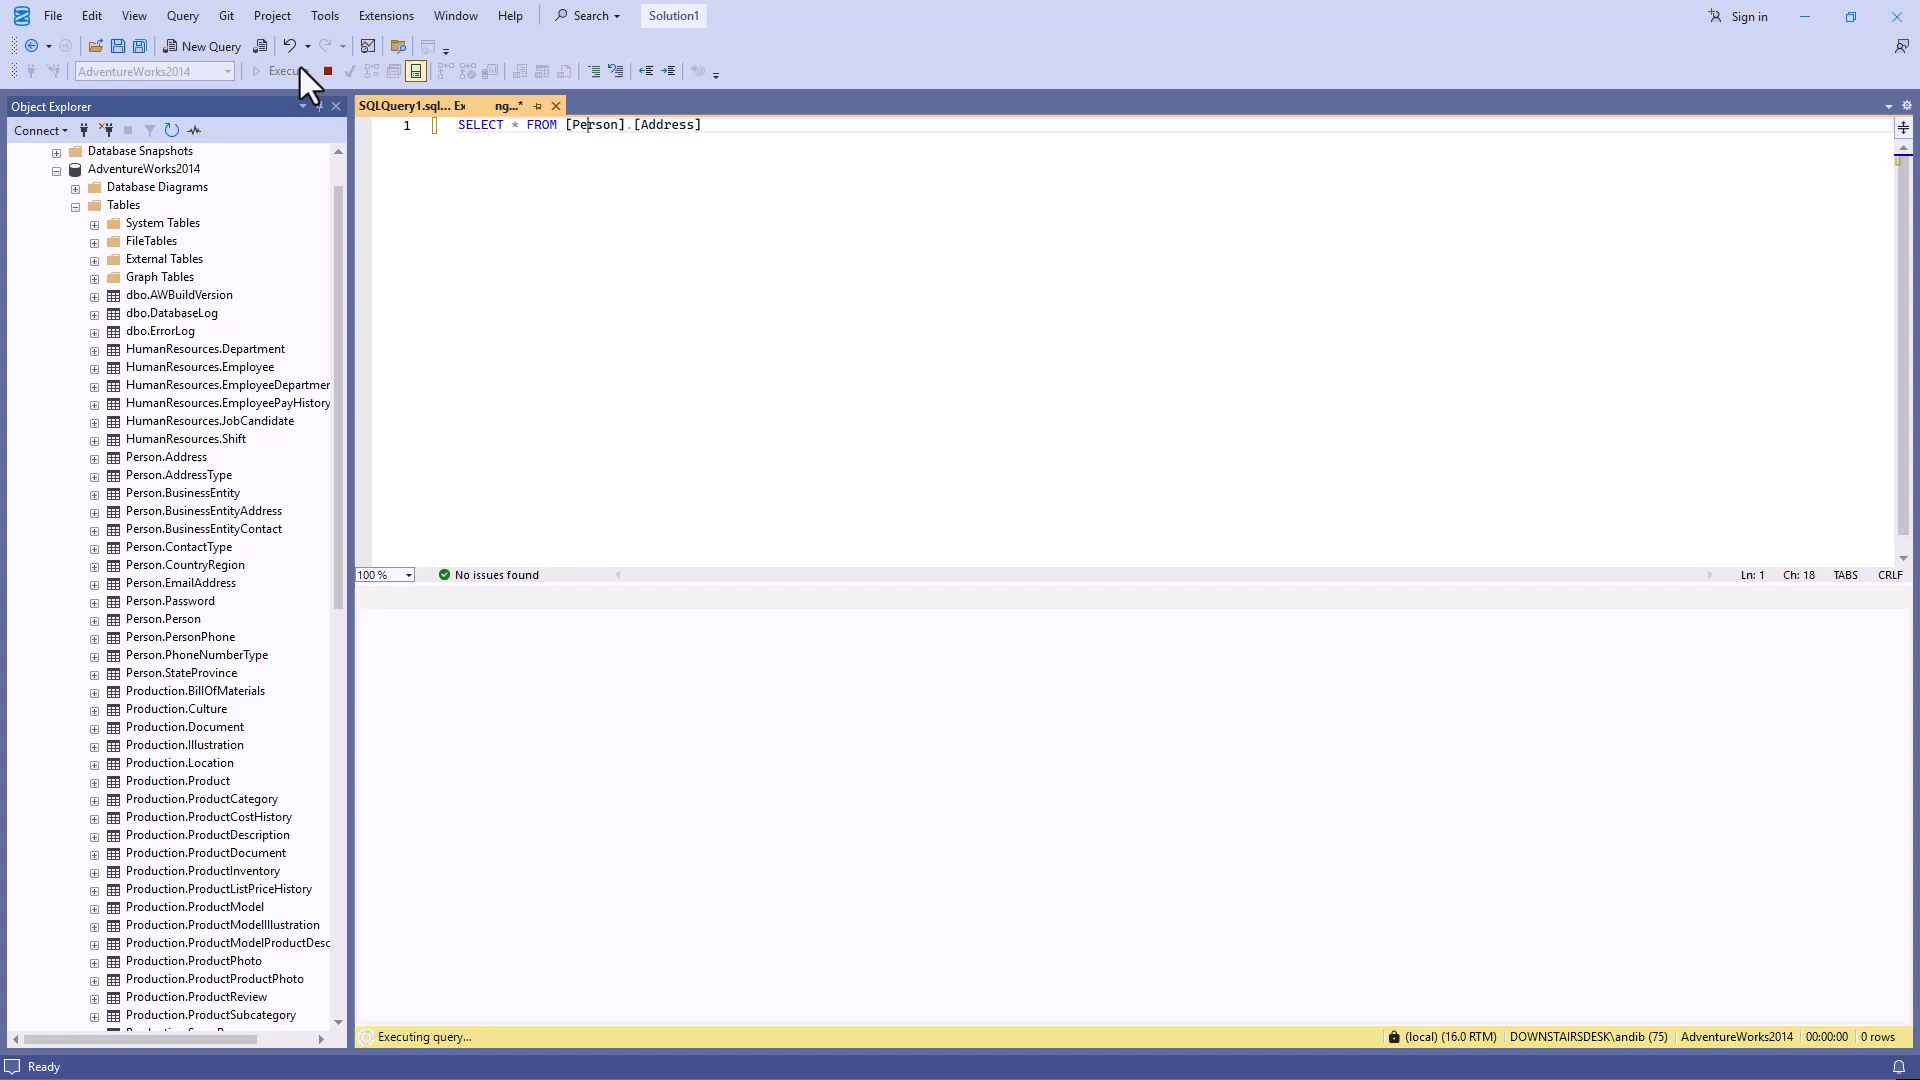 File Edit View Query Git Project Tools Extensions Window Help Search Solution1 Sign in
New Query
AdventureWorks2014
Object Explorer
SQLQuery1.sql... Ex ng...*
Connect
1 SELECT * FROM [Person].[Address]
Database Snapshots
AdventureWorks2014
Database Diagrams
Tables
System Tables
FileTables
External Tables
Graph Tables
dbo.AWBuildVersion
dbo.DatabaseLog
dbo.ErrorLog
HumanResources.Department
HumanResources.Employee
HumanResources.EmployeeDepartmen
HumanResources.EmployeePayHistory
HumanResources.JobCandidate
HumanResources.Shift
Person.Address
Person.AddressType
Person.BusinessEntity
Person.BusinessEntityAddress
Person.BusinessEntityContact
Person.ContactType
Person.CountryRegion
Person.EmailAddress
Person.Password
Person.Person
Person.PersonPhone
Person.PhoneNumberType
Person.StateProvince
Production.BillOfMaterials
Production.Culture
Production.Document
Production.Illustration
Production.Location
Production.Product
Production.ProductCategory
Production.ProductCostHistory
Production.ProductDescription
Production.ProductDocument
Production.ProductInventory
Production.ProductListPriceHistory
Production.ProductModel
Production.ProductModelIllustration
Production.ProductModelProductDesc
Production.ProductPhoto
Production.ProductProductPhoto
Production.ProductReview
Production.ProductSubcategory
100 % No issues found Ln: 1 Ch: 18 TABS CRLF
Executing query... (local) (16.0 RTM) DOWNSTAIRSDESK\andib (75) AdventureWorks2014 00:00:00 0 rows
Ready